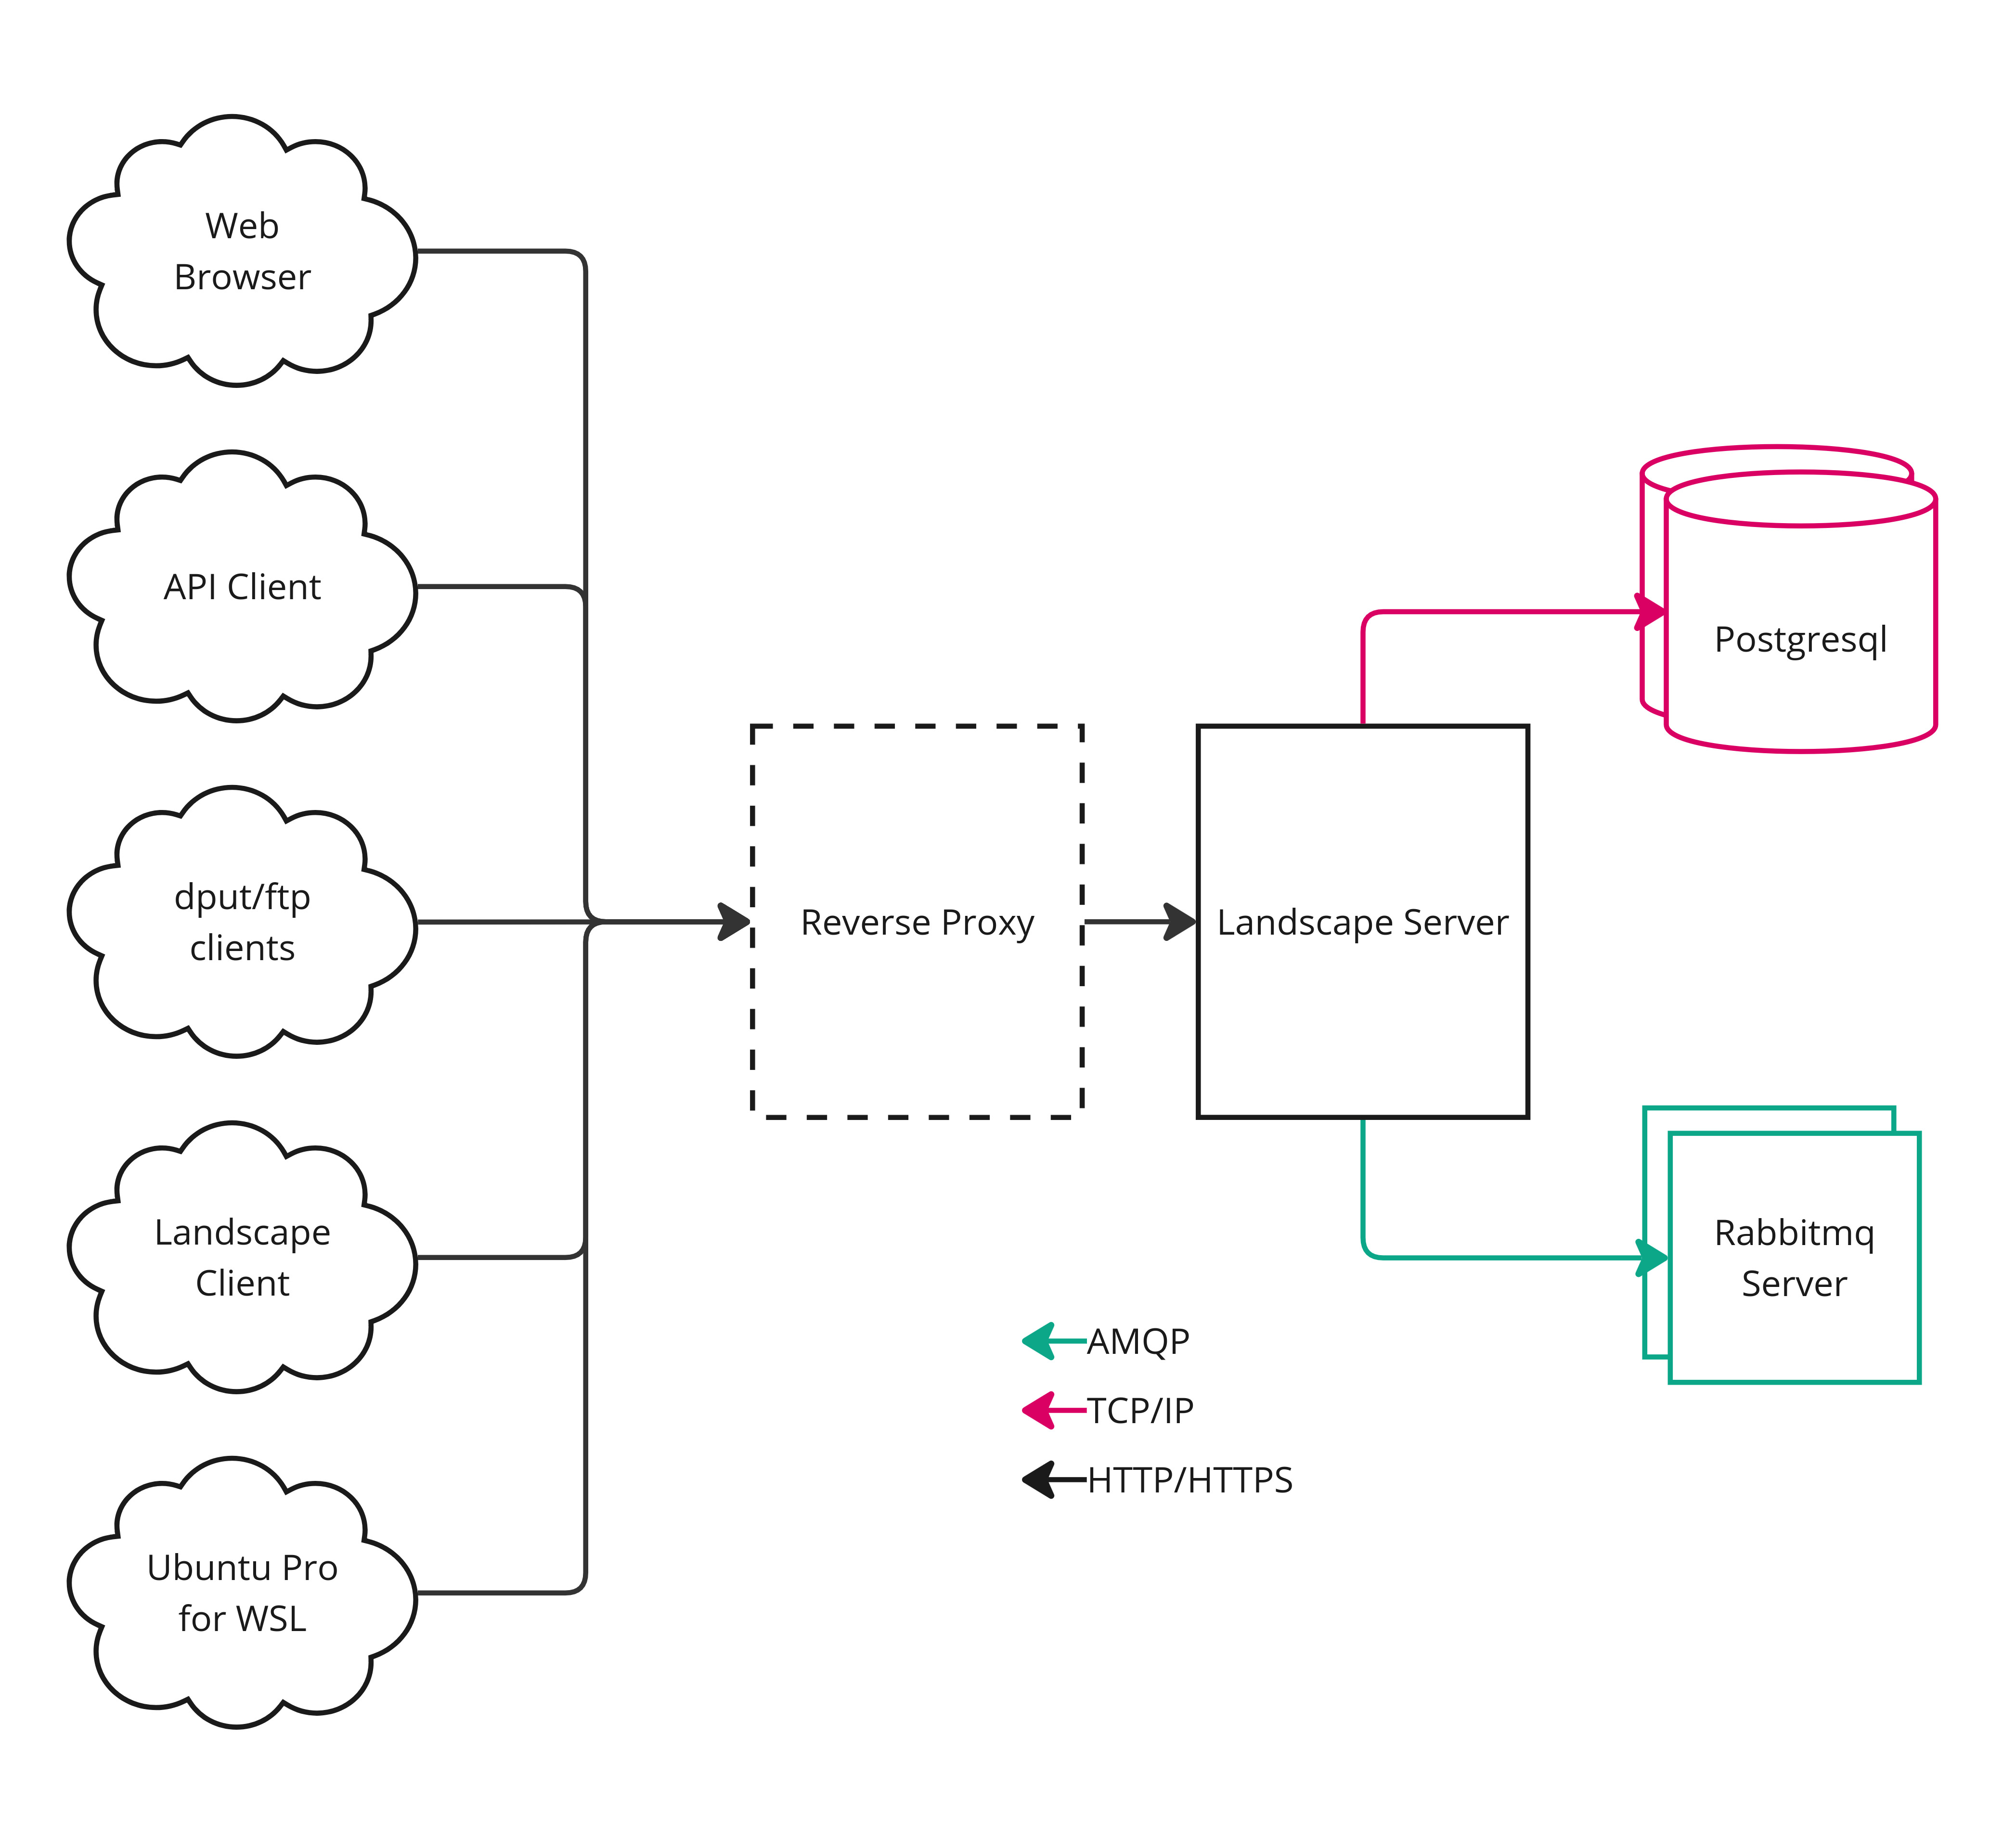 Web
Browser
API Client
dput/ftp
clients
Landscape
Client
Ubuntu Pro
for WSL
Reverse Proxy
Landscape Server
Postgresql
Rabbitmq
Server
AMQP
TCP/IP
HTTP/HTTPS